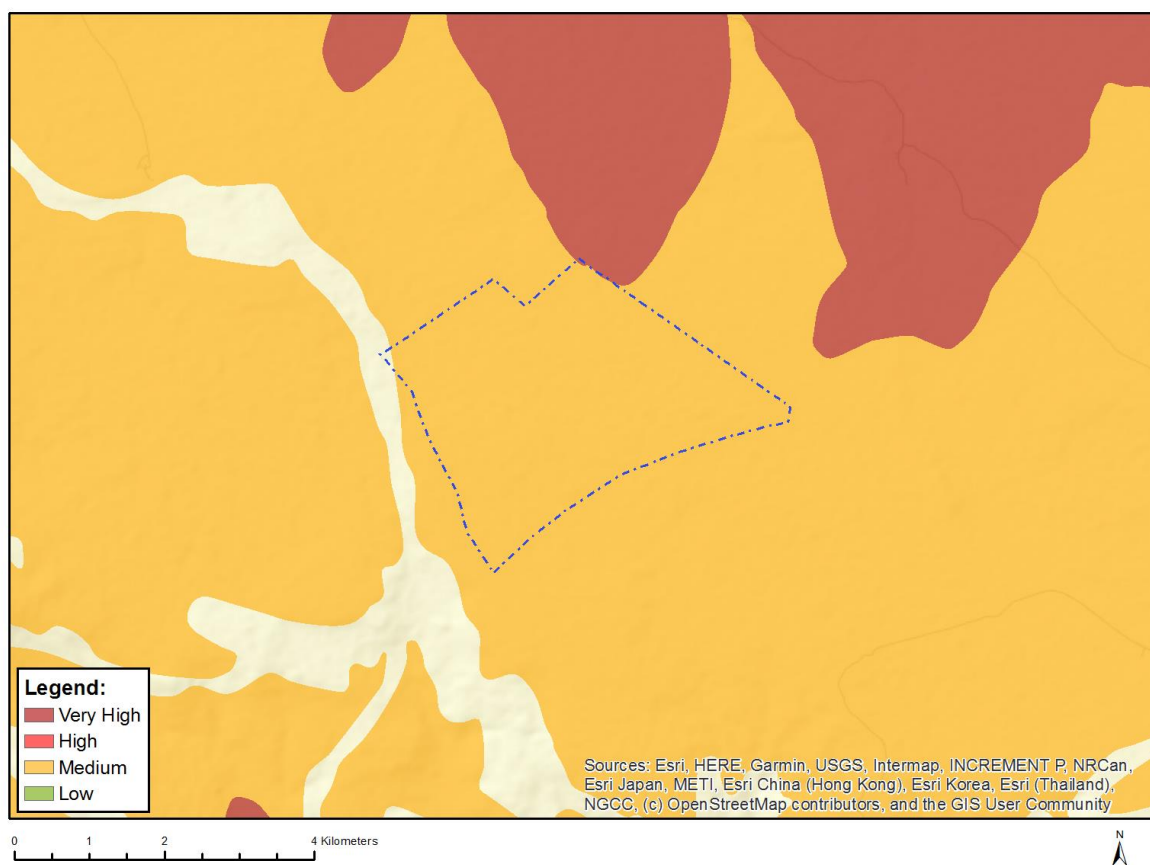 Legend:
Very High
High
Medium
Low
Sources: Esri, HERE, Garmin, USGS, Intermap, INCREMENT P, NRCan,
Esri Japan, METI, Esri China (Hong Kong), Esri Korea, Esri (Thailand),
NGCC, (c) OpenStreetMap contributors, and the GIS User Community
0 1 2 4 Kilometers
N